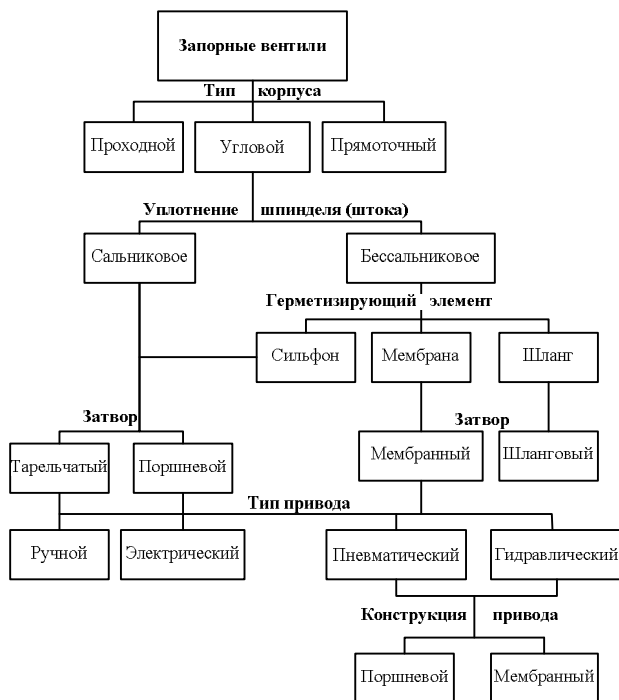 Запорные вентили
Тип корпуса
Проходной
Угловой
Прямоточный
Уплотнение шпинделя (штока)
Сальниковое
Бессальниковое
Герметизирующий элемент
Сильфон
Мембрана
Шланг
Затвор
Затвор
Тарельчатый
Поршневой
Мембранный
Шланговый
Тип привода
Ручной
Электрический
Пневматический
Гидравлический
Конструкция привода
Поршневой
Мембранный